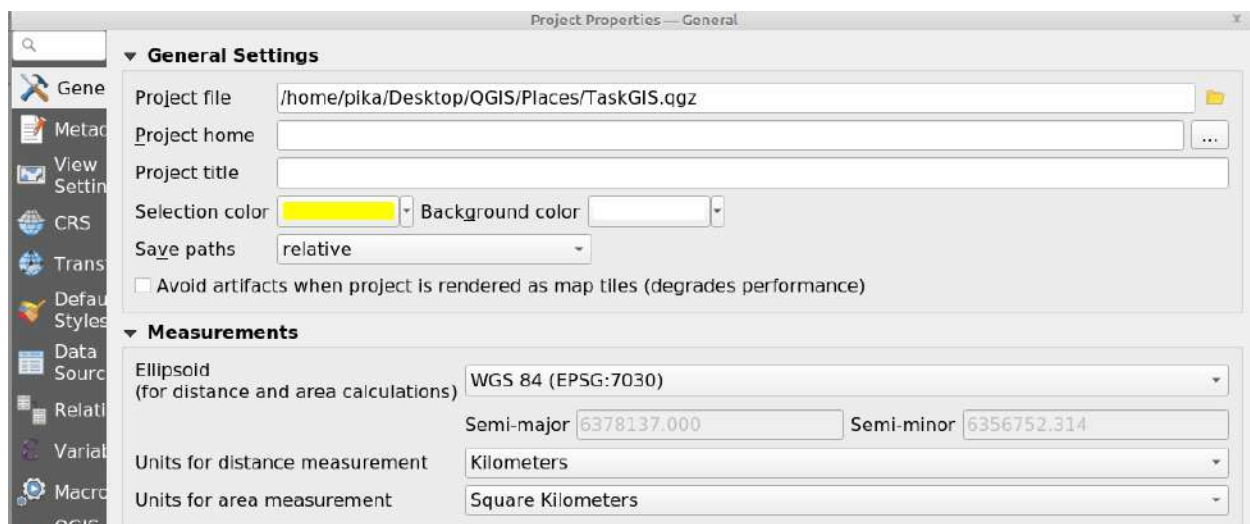 Project Properties — General
x
Gene
Metad
View
Settin
CRS
Trans
Defau
Styles
Data
Sourc
Relati
Variab
Macro
General Settings
Project file /home/pika/Desktop/QGIS/Places/TaskGIS.qgz
Project home ...
Project title
Selection color Background color
Save paths relative
Avoid artifacts when project is rendered as map tiles (degrades performance)
Measurements
Ellipsoid
(for distance and area calculations) WGS 84 (EPSG:7030)
Semi-major 6378137.000 Semi-minor 6356752.314
Units for distance measurement Kilometers
Units for area measurement Square Kilometers